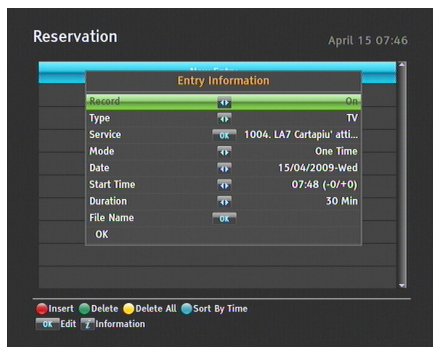 Reservation
April 15 07:46
New Entry
Entry Information
Record On
Type TV
Service OK 1004. LA7 Cartapiu' atti...
Mode One Time
Date 15/04/2009-Wed
Start Time 07:48 (-0/+0)
Duration 30 Min
File Name OK
OK
Insert Delete Delete All Sort By Time
OK Edit i Information